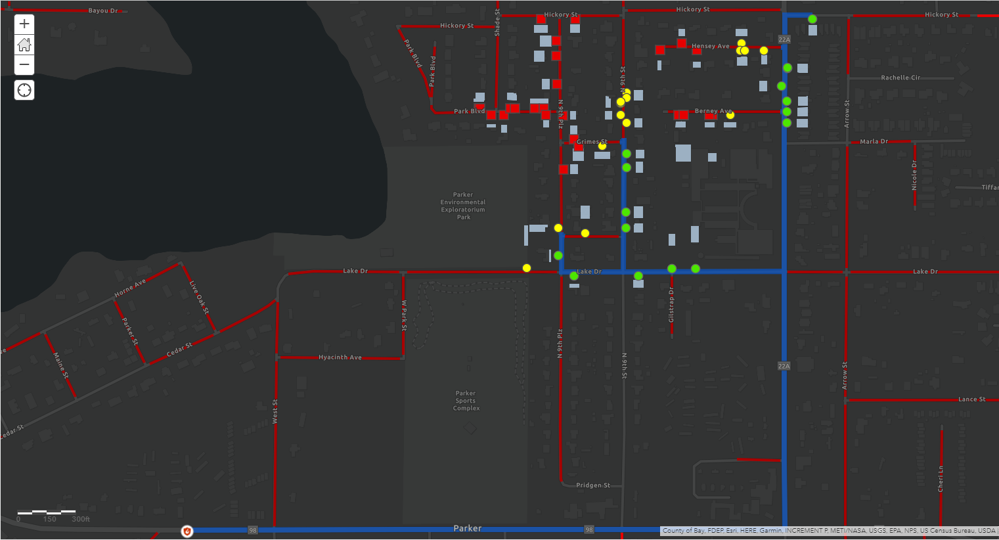 Bayou Dr
Hickory St
Hickory St
Hickory St
Shade St
Hickory St
22A
Park Blvd
Park Blvd
Hensey Ave
N 9th St
Rachelle Cir
Park Blvd
N 9th Plz
Berney Ave
Arrow St
Grimes St
Marla Dr
Nicole Dr
Tiffan
Parker
Environmental
Exploratorium
Park
Lake Dr
Lake Dr
Lake Dr
Horne Ave
Live Oak St
W Park St
Gilstrap Dr
Parker St
Cedar St
ve
Maine St
Hyacinth Ave
N 9th Plz
N 9th St
22A
Arrow St
Parker
Sports
Complex
West St
Lance St
Cedar St
Cheri Ln
Pridgen St
0 150 300ft
98
Parker
98
County of Bay, FDEP, Esri, HERE, Garmin, INCREMENT P, METI/NASA, USGS, EPA, NPS, US Census Bureau, USDA |